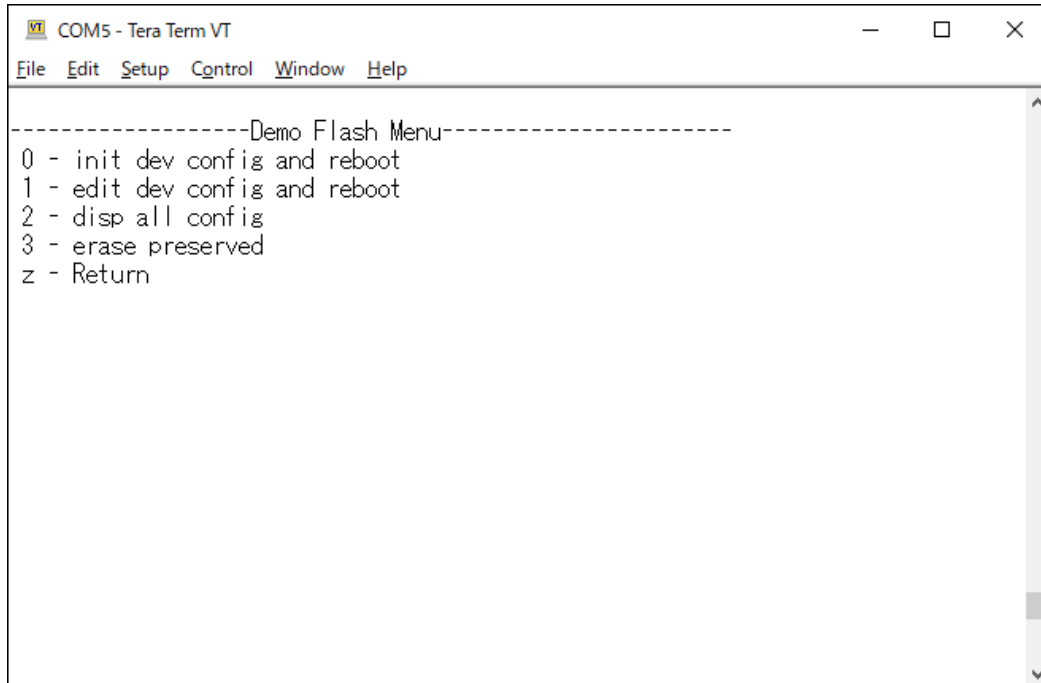 VT COM5 - Tera Term VT
File Edit Setup Control Window Help
-------------------Demo Flash Menu-----------------------
0 - init dev config and reboot
1 - edit dev config and reboot
2 - disp all config
3 - erase preserved
z - Return